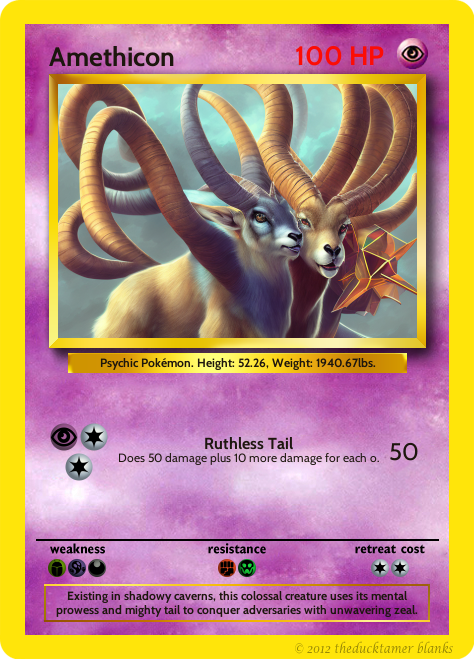 Amethicon 100 HP
Psychic Pokémon. Height: 52.26, Weight: 1940.67lbs.
Ruthless Tail
Does 50 damage plus 10 more damage for each o. 50
weakness resistance retreat cost
Existing in shadowy caverns, this colossal creature uses its mental
prowess and mighty tail to conquer adversaries with unwavering zeal.
© 2012 theducktamer blanks